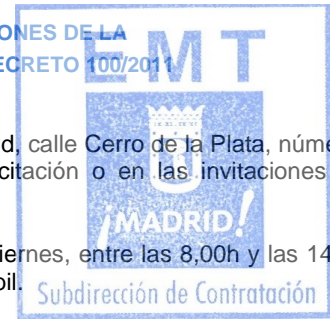 ONES DE LA
ECRETO 100/2011
EMT
d, calle Cerro de la Plata, núme
citación o en las invitaciones
¡MADRID!
iernes, entre las 8,00h y las 14
oil.
Subdirección de Contratación